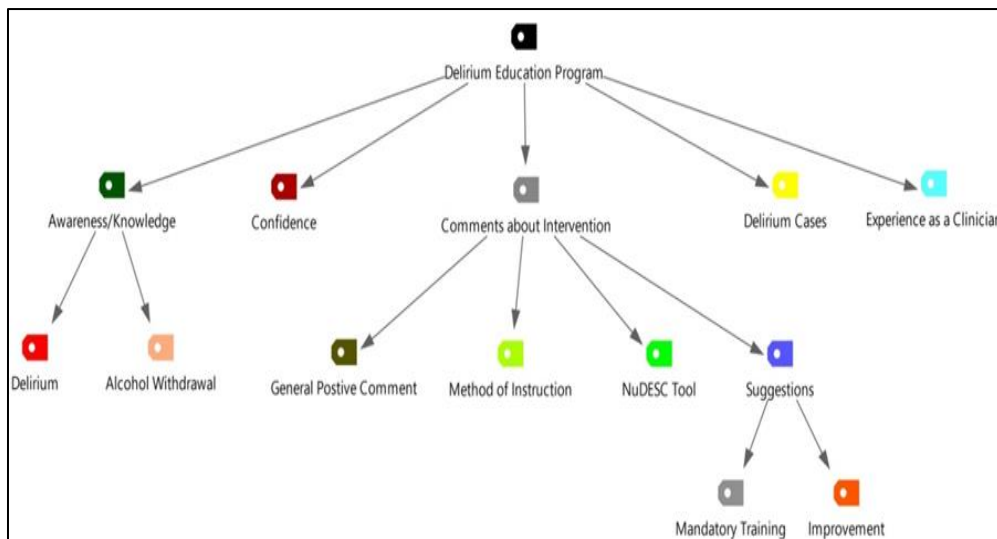 Delirium Education Program
Awareness/Knowledge
Confidence
Comments about Intervention
Delirium Cases
Experience as a Clinician
Delirium
Alcohol Withdrawal
General Postive Comment
Method of Instruction
NuDESC Tool
Suggestions
Mandatory Training
Improvement